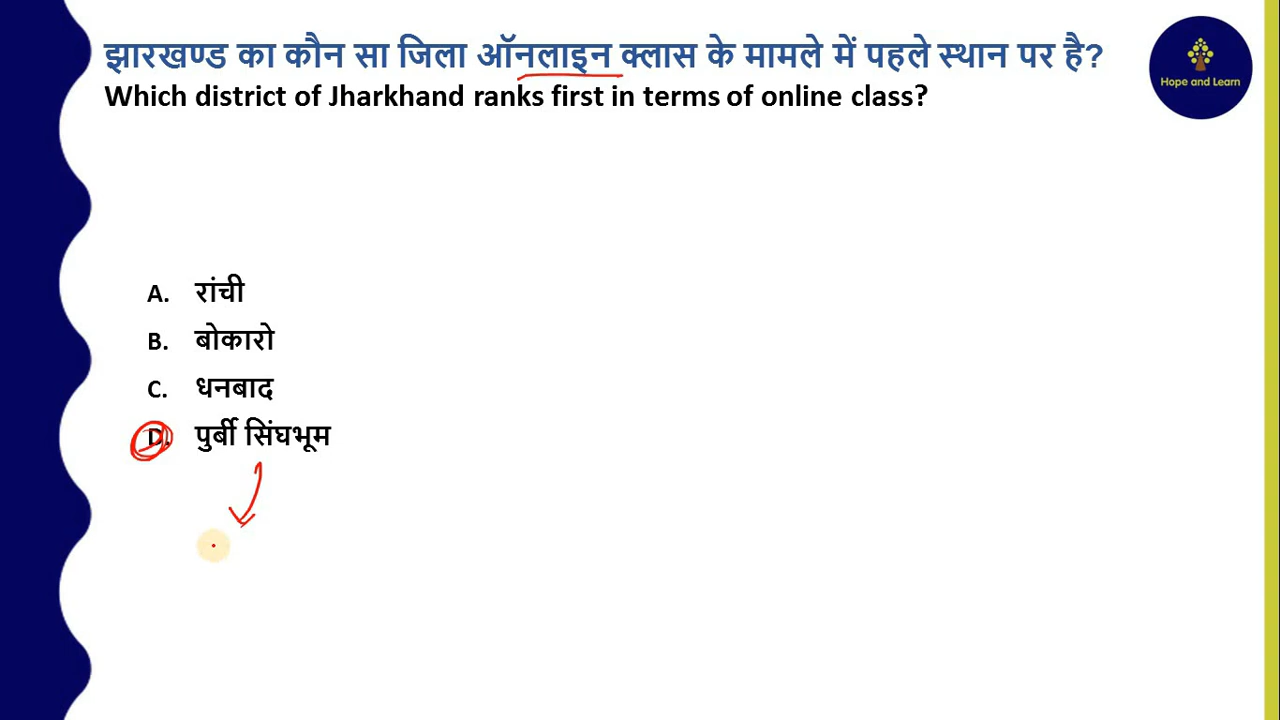 झारखण्ड का कौन सा जिला ऑनलाइन क्लास के मामले में पहले स्थान पर है?
Which district of Jharkhand ranks first in terms of online class?
Hope and Learn
A. रांची
B. बोकारो
C. धनबाद
D. पुर्बी सिंघभूम